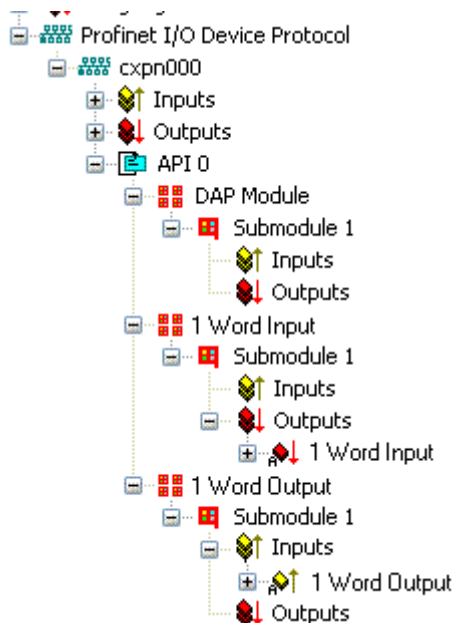 Profinet I/O Device Protocol
cxpn000
Inputs
Outputs
API 0
DAP Module
Submodule 1
Inputs
Outputs
1 Word Input
Submodule 1
Inputs
Outputs
A 1 Word Input
1 Word Output
Submodule 1
Inputs
A 1 Word Output
Outputs